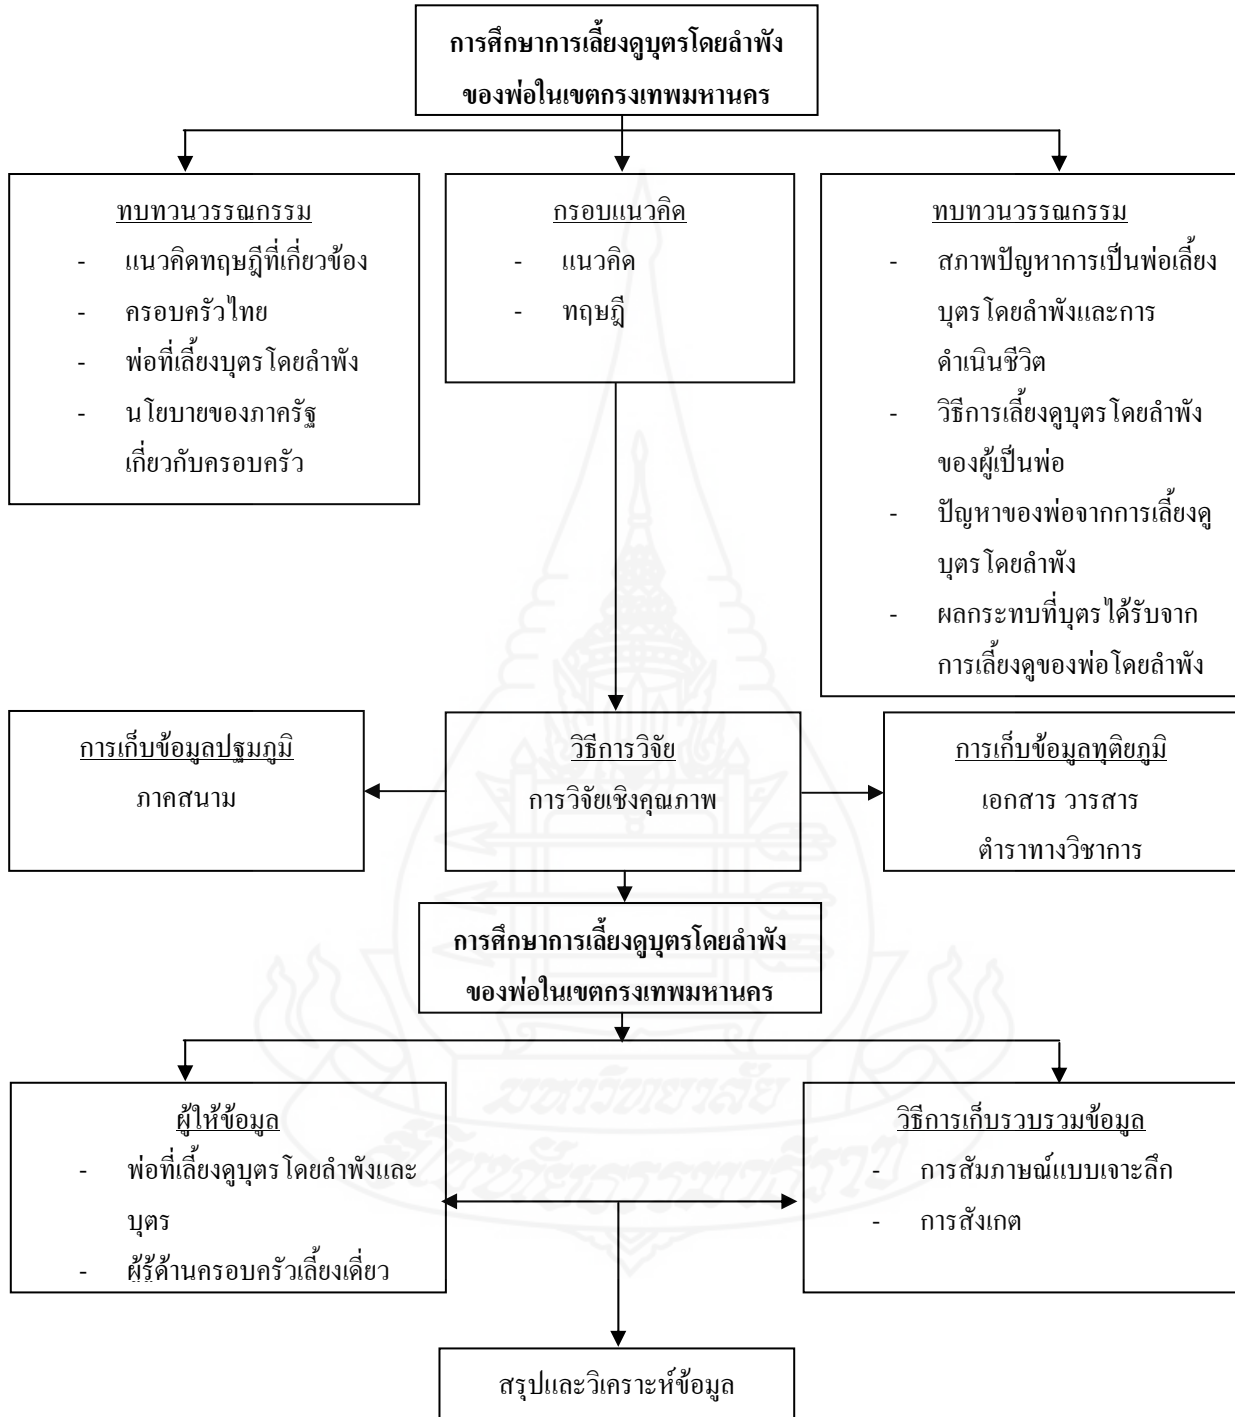 การศึกษาการเลี้ยงดูบุตรโดยลำพัง
ของพ่อในเขตกรุงเทพมหานคร
ทบทวนวรรณกรรม
- แนวคิดทฤษฎีที่เกี่ยวข้อง
- ครอบครัวไทย
- พ่อที่เลี้ยงบุตรโดยลำพัง
- นโยบายของภาครัฐ
เกี่ยวกับครอบครัว
กรอบแนวคิด
- แนวคิด
- ทฤษฎี
ทบทวนวรรณกรรม
- สภาพปัญหาการเป็นพ่อเลี้ยง
บุตรโดยลำพังและการ
ดำเนินชีวิต
- วิธีการเลี้ยงดูบุตรโดยลำพัง
ของผู้เป็นพ่อ
- ปัญหาของพ่อจากการเลี้ยงดู
บุตรโดยลำพัง
- ผลกระทบที่บุตรได้รับจาก
การเลี้ยงดูของพ่อโดยลำพัง
การเก็บข้อมูลปฐมภูมิ
ภาคสนาม
วิธีการวิจัย
การวิจัยเชิงคุณภาพ
การเก็บข้อมูลทุติยภูมิ
เอกสาร วารสาร
ตำราทางวิชาการ
การศึกษาการเลี้ยงดูบุตรโดยลำพัง
ของพ่อในเขตกรุงเทพมหานคร
ผู้ให้ข้อมูล
- พ่อที่เลี้ยงดูบุตรโดยลำพังและ
บุตร
- ผู้รู้ด้านครอบครัวเลี้ยงเดี่ยว
วิธีการเก็บรวบรวมข้อมูล
- การสัมภาษณ์แบบเจาะลึก
- การสังเกต
สรุปและวิเคราะห์ข้อมูล
มหาวิทยาลัย
สุโขทัยธรรมาธิราช